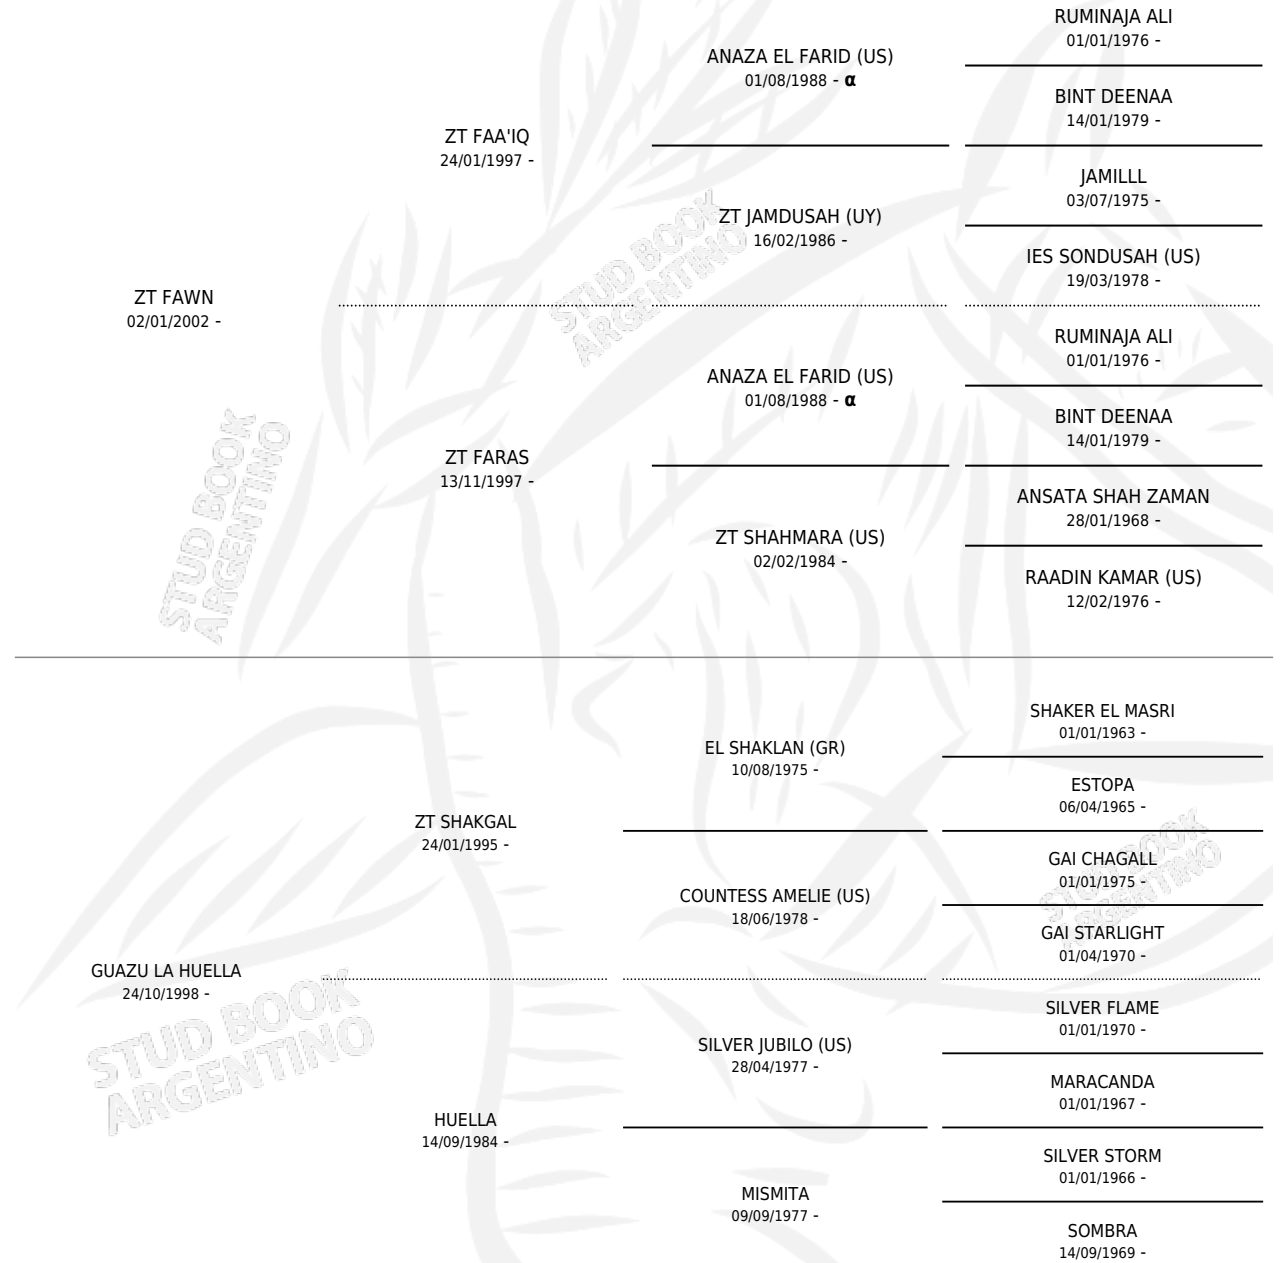 RUMINAJA ALI
01/01/1976 -
ANAZA EL FARID (US)
01/08/1988 - α
BINT DEENAA
14/01/1979 -
ZT FAA'IQ
24/01/1997 -
JAMILLL
03/07/1975 -
ZT JAMDUSAH (UY)
16/02/1986 -
IES SONDUSAH (US)
19/03/1978 -
ZT FAWN
02/01/2002 -
RUMINAJA ALI
01/01/1976 -
ANAZA EL FARID (US)
01/08/1988 - α
BINT DEENAA
14/01/1979 -
ZT FARAS
13/11/1997 -
ANSATA SHAH ZAMAN
28/01/1968 -
ZT SHAHMARA (US)
02/02/1984 -
RAADIN KAMAR (US)
12/02/1976 -
SHAKER EL MASRI
01/01/1963 -
EL SHAKLAN (GR)
10/08/1975 -
ESTOPA
06/04/1965 -
ZT SHAKGAL
24/01/1995 -
GAI CHAGALL
01/01/1975 -
COUNTESS AMELIE (US)
18/06/1978 -
GAI STARLIGHT
01/04/1970 -
GUAZU LA HUELLA
24/10/1998 -
SILVER FLAME
01/01/1970 -
SILVER JUBILO (US)
28/04/1977 -
MARACANDA
01/01/1967 -
HUELLA
14/09/1984 -
SILVER STORM
01/01/1966 -
MISMITA
09/09/1977 -
SOMBRA
14/09/1969 -
STUD BOOK
ARGENTINO
STUD BOOK
ARGENTINO
STUD BOOK
ARGENTINO
STUD BOOK
ARGENTINO